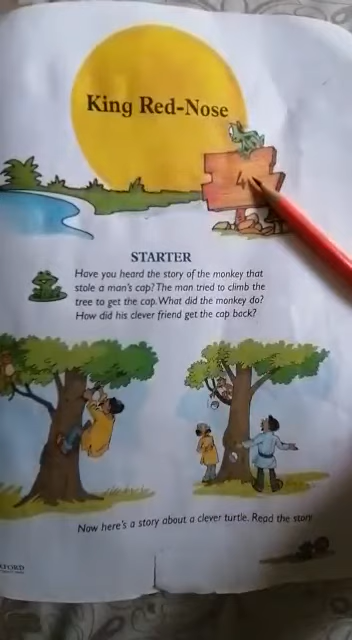 King Red-Nose
4
STARTER
Have you heard the story of the monkey that
stole a man's cap? The man tried to climb the
tree to get the cap. What did the monkey do?
How did his clever friend get the cap back?
Now here's a story about a clever turtle. Read the story